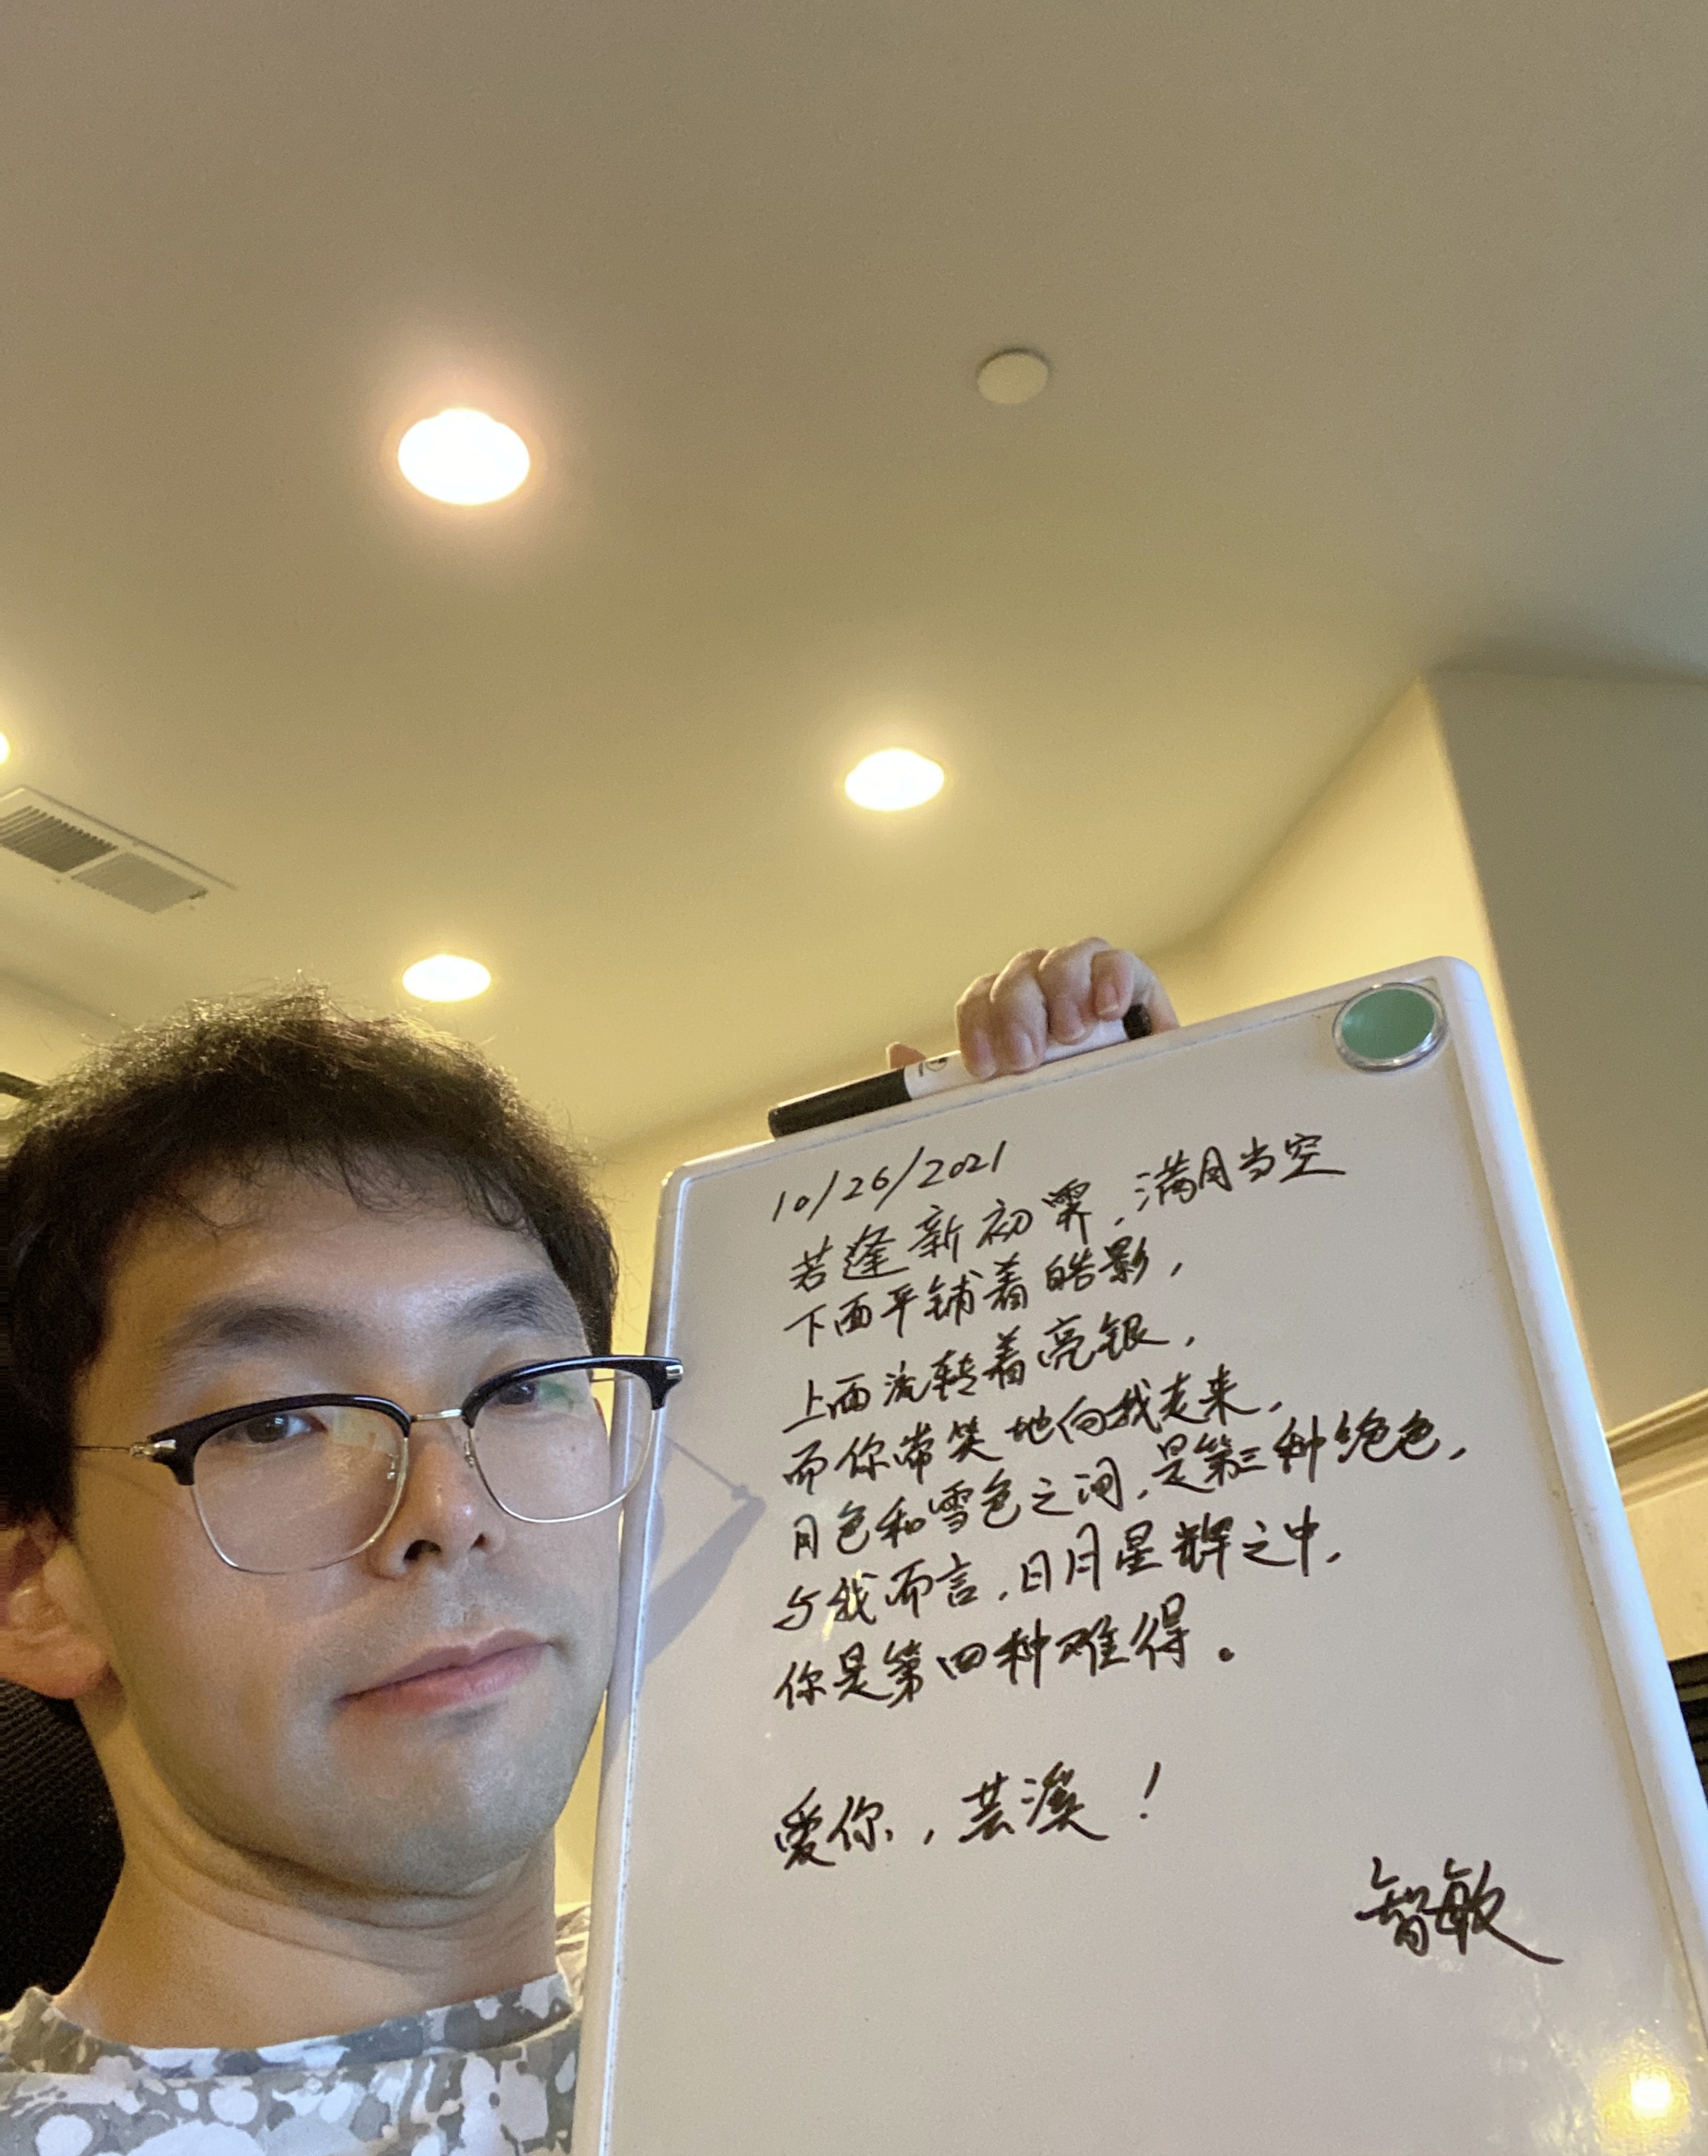 10/26/2021
若逢新初霁，满月当空
下面平铺着皓影，
上面流转着亮银，
而你带笑地向我走来，
月色和雪色之间，是第三种绝色，
与我而言，日月星辉之中，
你是第四种难得。
爱你，芸溪！
智敏